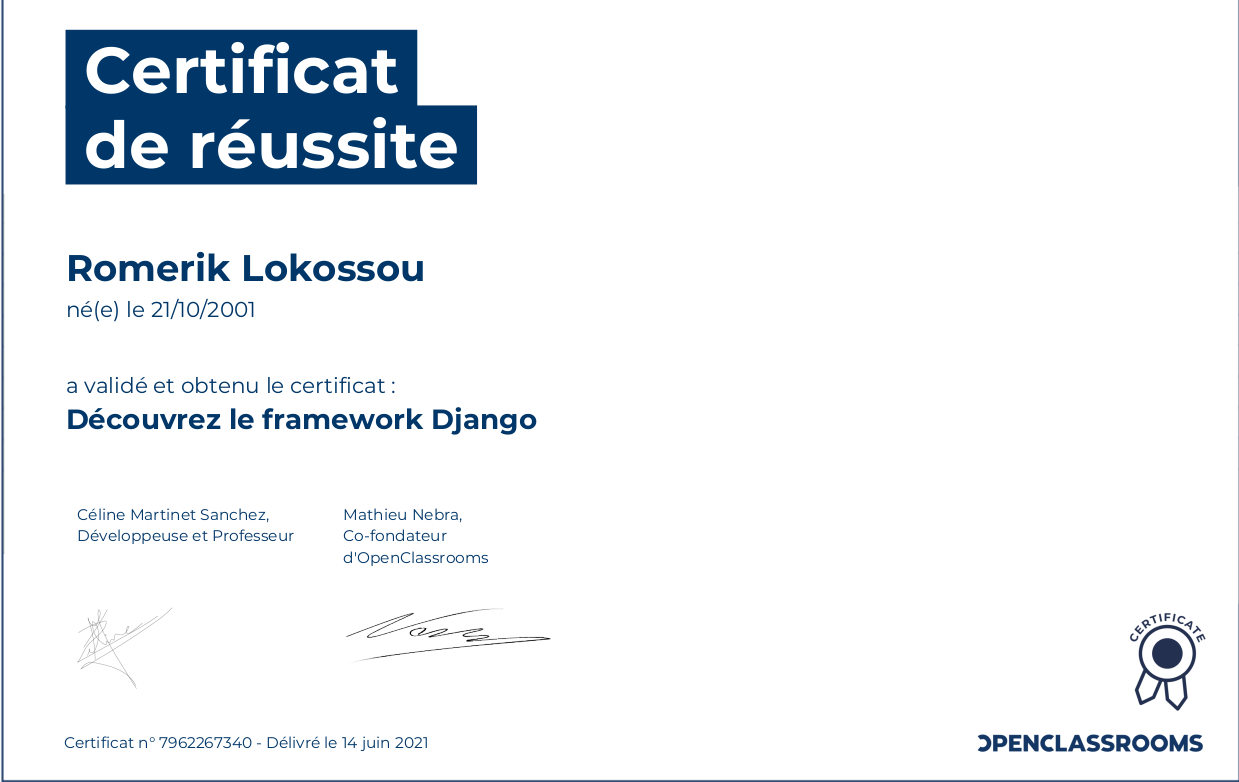 Certificat
de réussite
Romerik Lokossou
né(e) le 21/10/2001
a validé et obtenu le certificat :
Découvrez le framework Django
Céline Martinet Sanchez,
Développeuse et Professeur
Mathieu Nebra,
Co-fondateur
d'OpenClassrooms
CERTIFICATE
Certificat n° 7962267340 - Délivré le 14 juin 2021
OPENCLASSROOMS